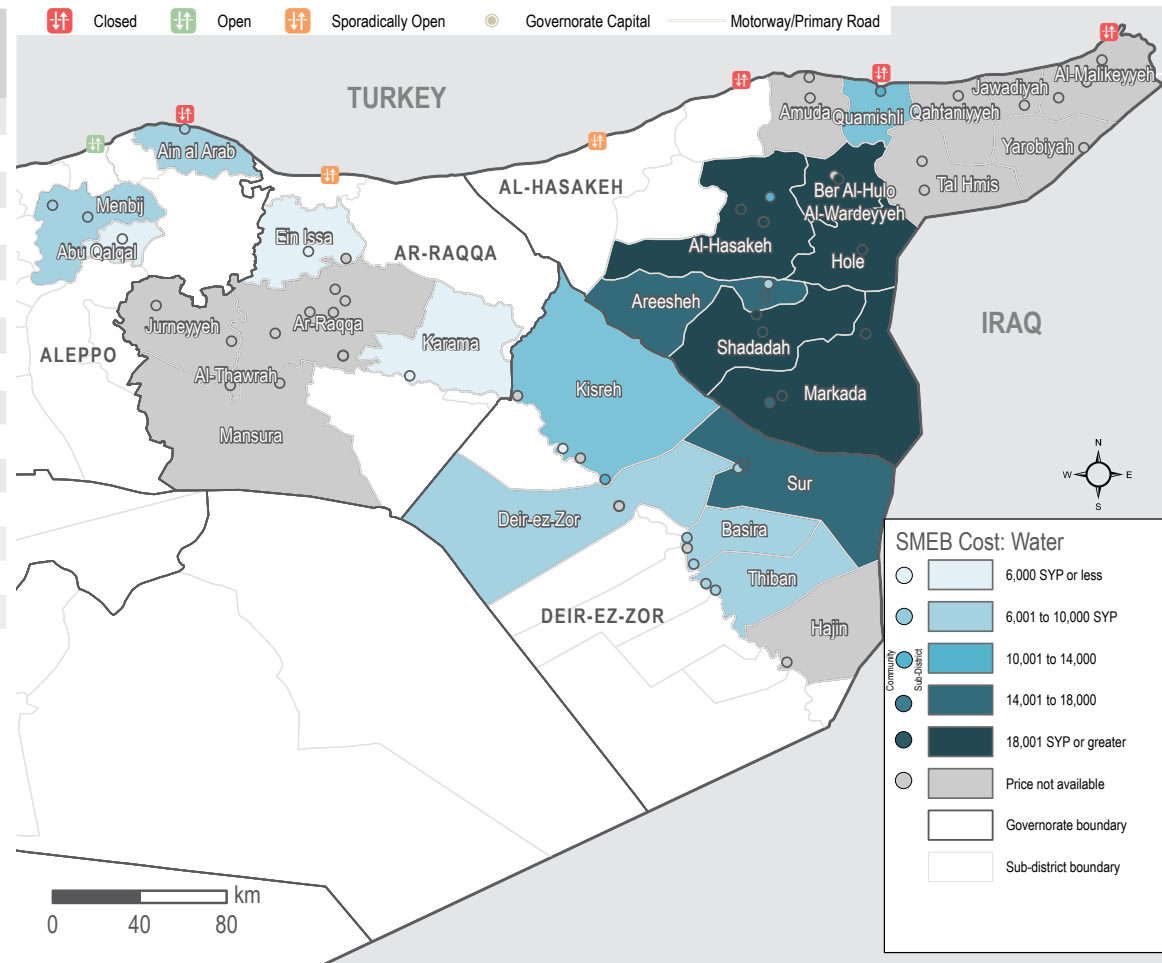 Closed
Open
Sporadically Open
Governorate Capital
Motorway/Primary Road
TURKEY
Al-Malikeyyeh
Jawadiyah
Amuda
Quamishli
Qahtaniyyeh
Yarobiyah
Ain al Arab
Tal Hmis
AL-HASAKEH
Ber Al-Hulo
Al-Wardeyyeh
Menbij
Ein Issa
Al-Hasakeh
Abu Qalqal
AR-RAQQA
Hole
Areesheh
Jurneyyeh
Ar-Raqqa
IRAQ
Karama
Shadadah
ALEPPO
Al-Thawrah
Kisreh
Markada
Mansura
N
W
E
S
Sur
Deir-ez-Zor
Basira
Thiban
DEIR-EZ-ZOR
Hajin
SMEB Cost: Water
6,000 SYP or less
6,001 to 10,000 SYP
Community
Sub-District
10,001 to 14,000
14,001 to 18,000
18,001 SYP or greater
Price not available
Governorate boundary
Sub-district boundary
km
0 40 80